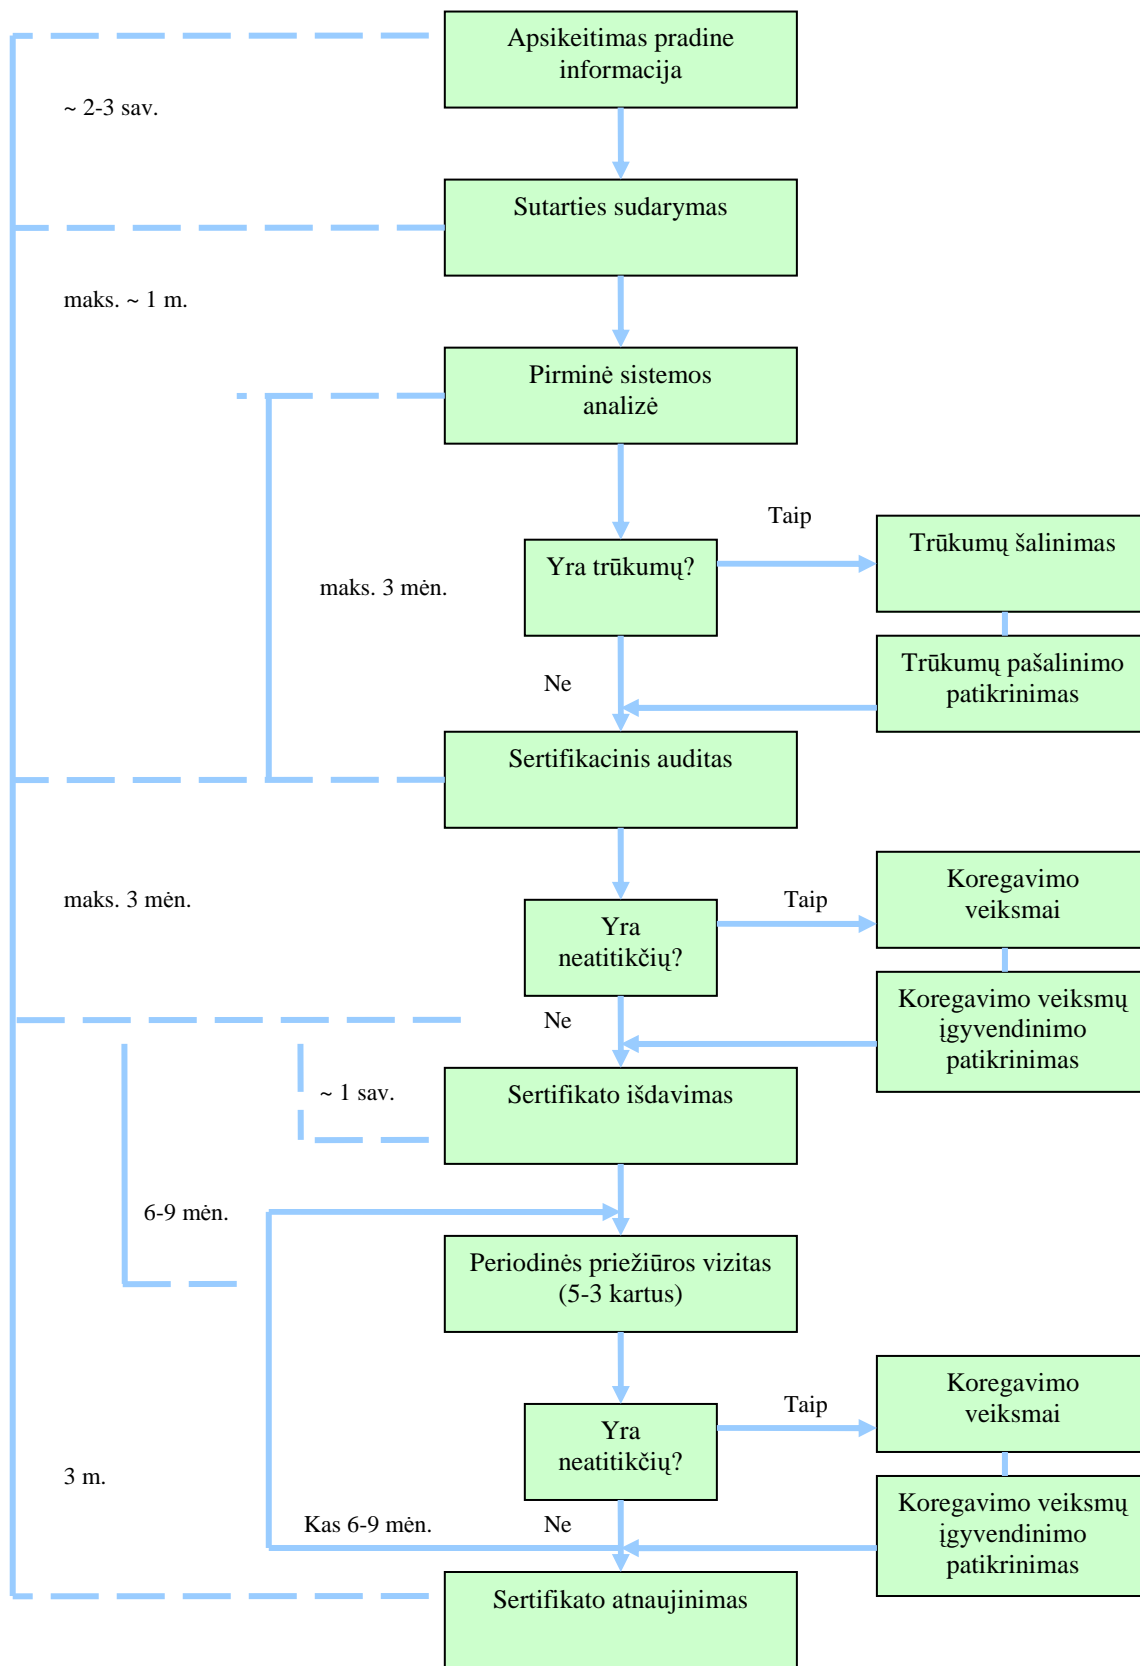 Apsikeitimas pradine
informacija
~ 2-3 sav.
Sutarties sudarymas
maks. ~ 1 m.
Pirminė sistemos
analizė
Taip
Trūkumų šalinimas
Yra trūkumų?
maks. 3 mėn.
Trūkumų pašalinimo
patikrinimas
Ne
Sertifikacinis auditas
Koregavimo
veiksmai
maks. 3 mėn.
Taip
Yra
neatitikčių?
Koregavimo veiksmų
įgyvendinimo
patikrinimas
Ne
~ 1 sav.
Sertifikato išdavimas
6-9 mėn.
Periodinės priežiūros vizitas
(5-3 kartus)
Koregavimo
veiksmai
Taip
Yra
neatitikčių?
3 m.
Koregavimo veiksmų
įgyvendinimo
patikrinimas
Kas 6-9 mėn.
Ne
Sertifikato atnaujinimas